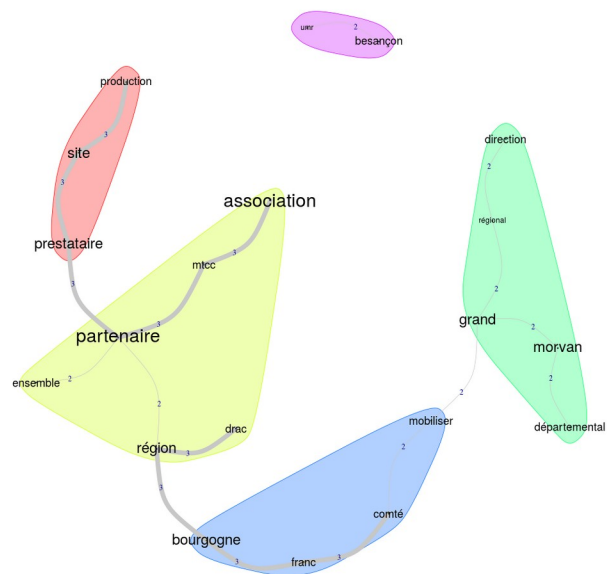 umr
2
besançon
production
3
site
3
prestataire
3
association
3
mtcc
3
partenaire
ensemble
2
2
drac
région
3
3
bourgogne
3
franc
3
comté
2
mobiliser
2
direction
2
régional
2
grand
2
morvan
2
départemental